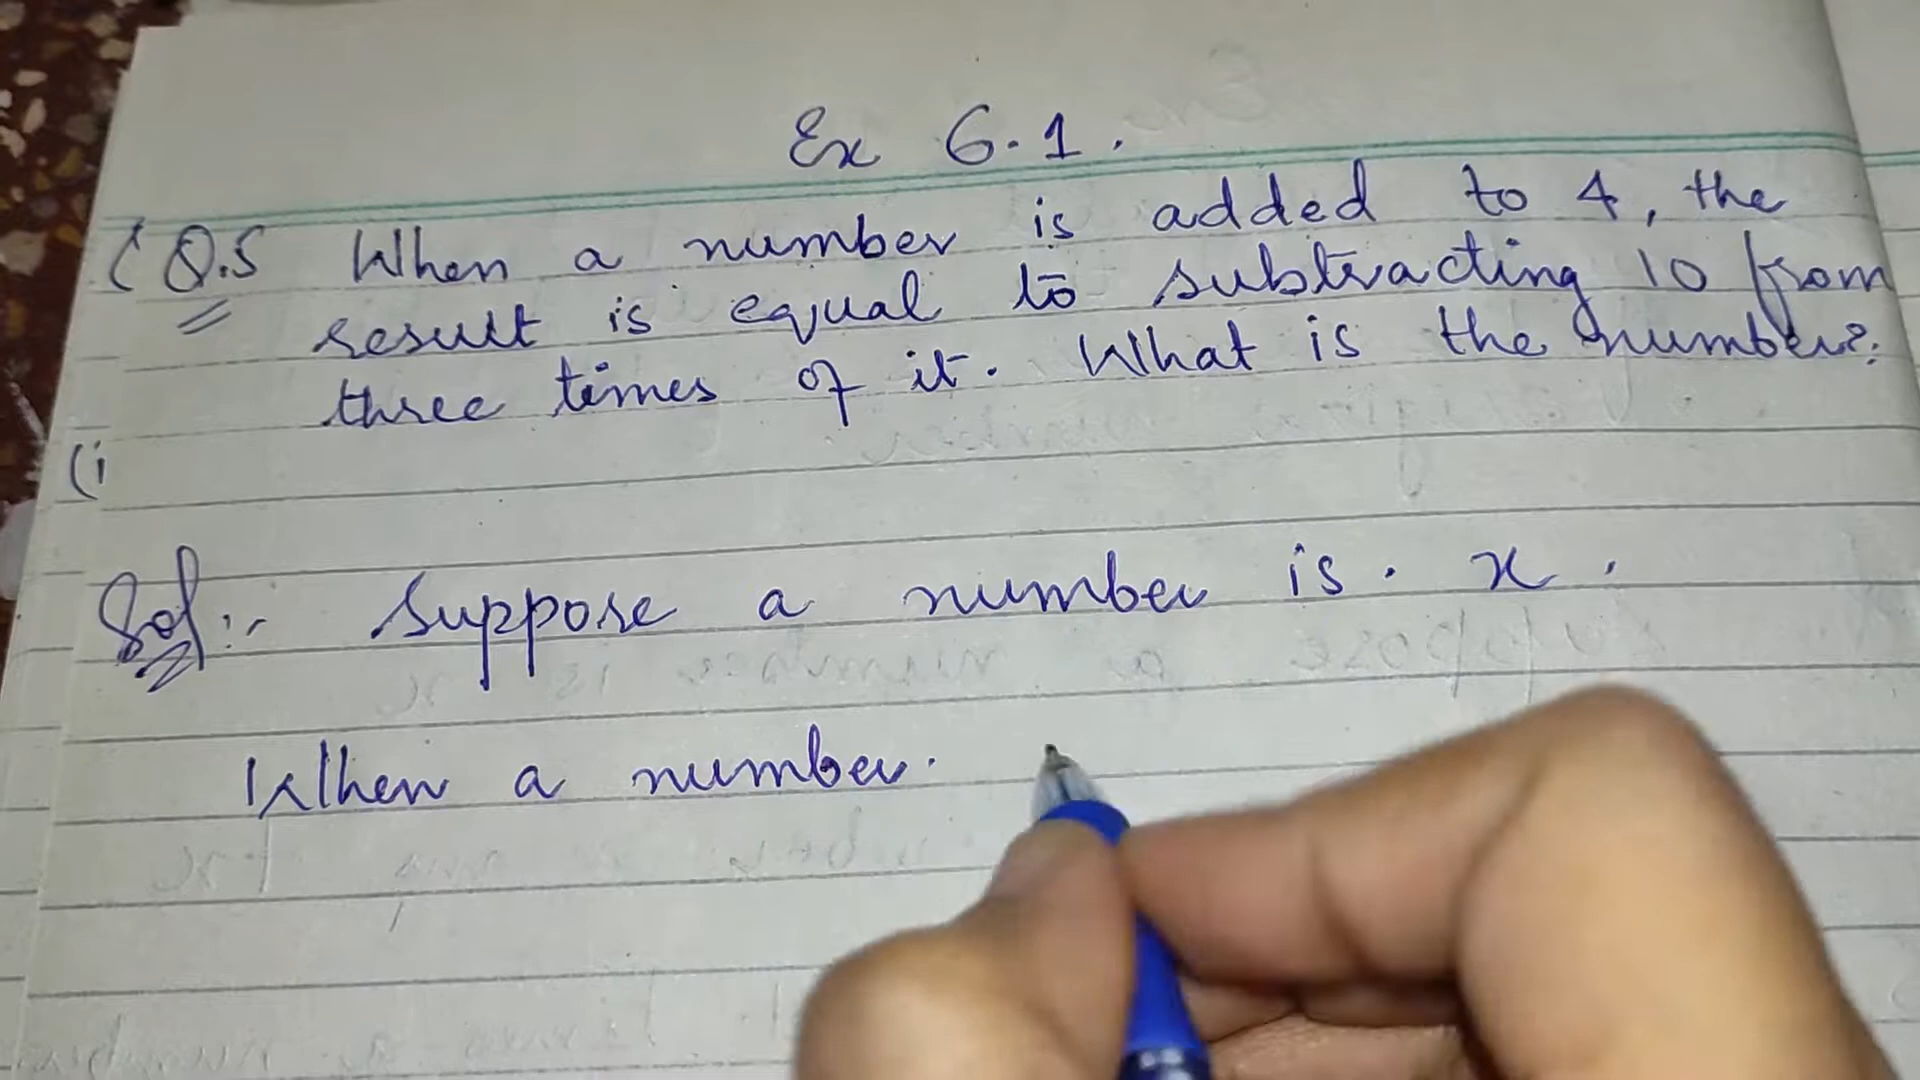 Ex 6.1.
( Q.5 When a number is added to 4, the
result is equal to subtracting 10 from
three times of it. What is the number?
(i
Sol:- Suppose a number is. x.
When a number.